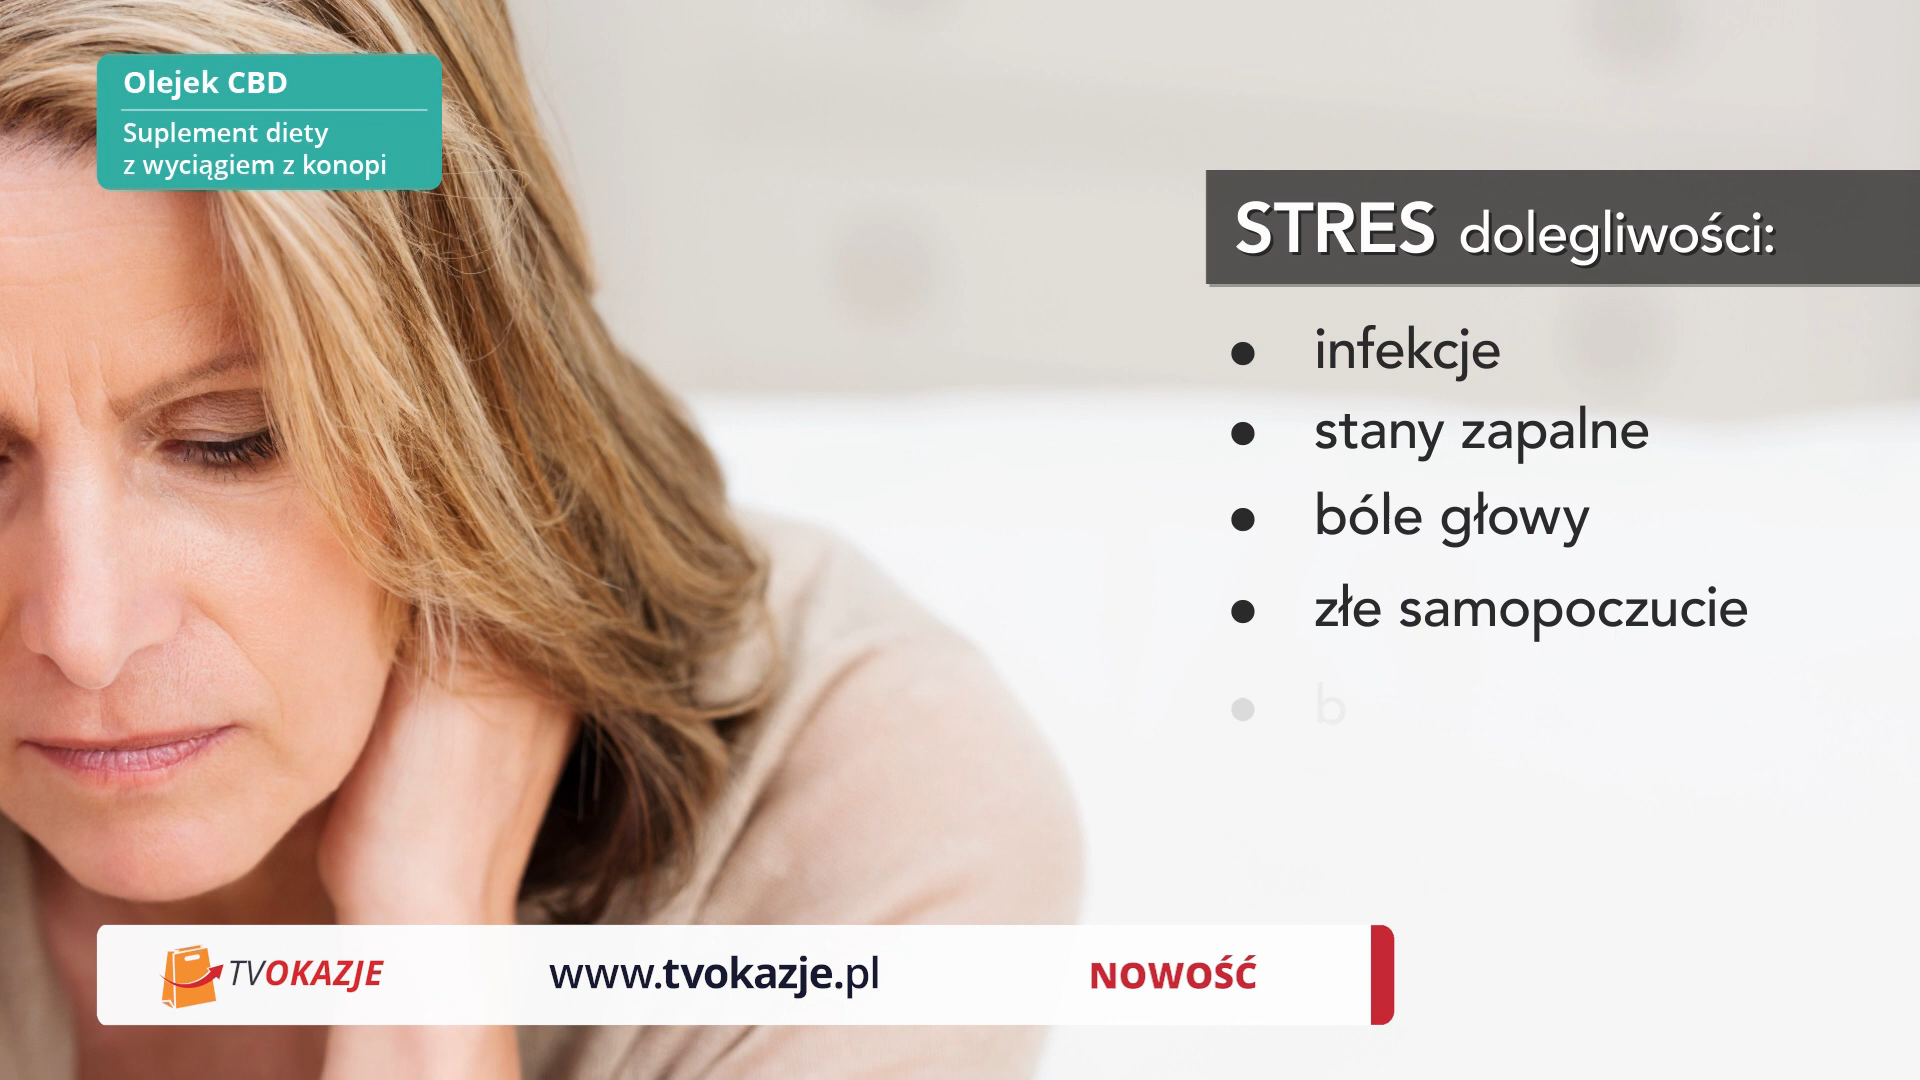 Olejek CBD
Suplement diety
z wyciągiem z konopi
STRES dolegliwości:
• infekcje
• stany zapalne
• bóle głowy
• złe samopoczucie
• b
TVOKAZJE
www.tvokazje.pl
NOWOŚĆ